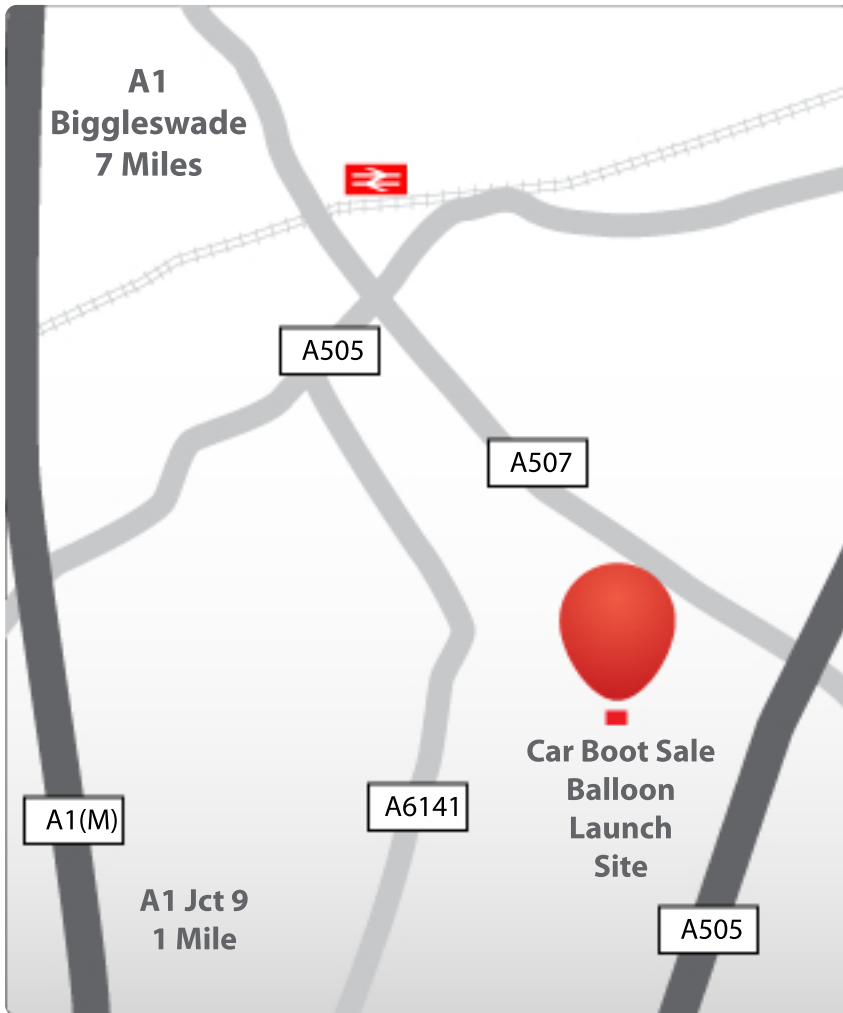 A1
Biggleswade
7 Miles
A505
A507
Car Boot Sale
Balloon
Launch
Site
A6141
A1(M)
A1 Jct 9
1 Mile
A505